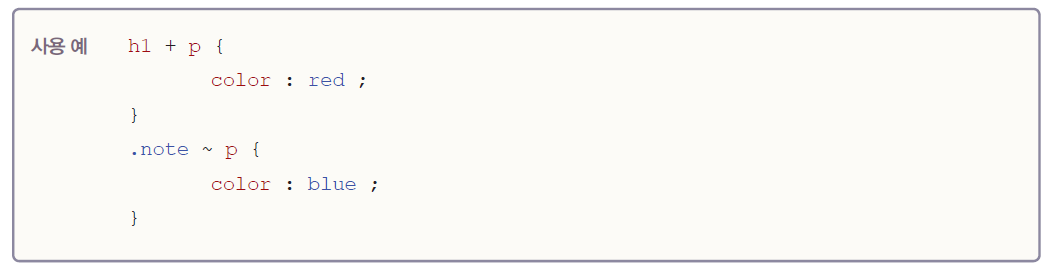 사용 예 h1 + p {
color : red ;
}
.note ~ p {
color : blue ;
}